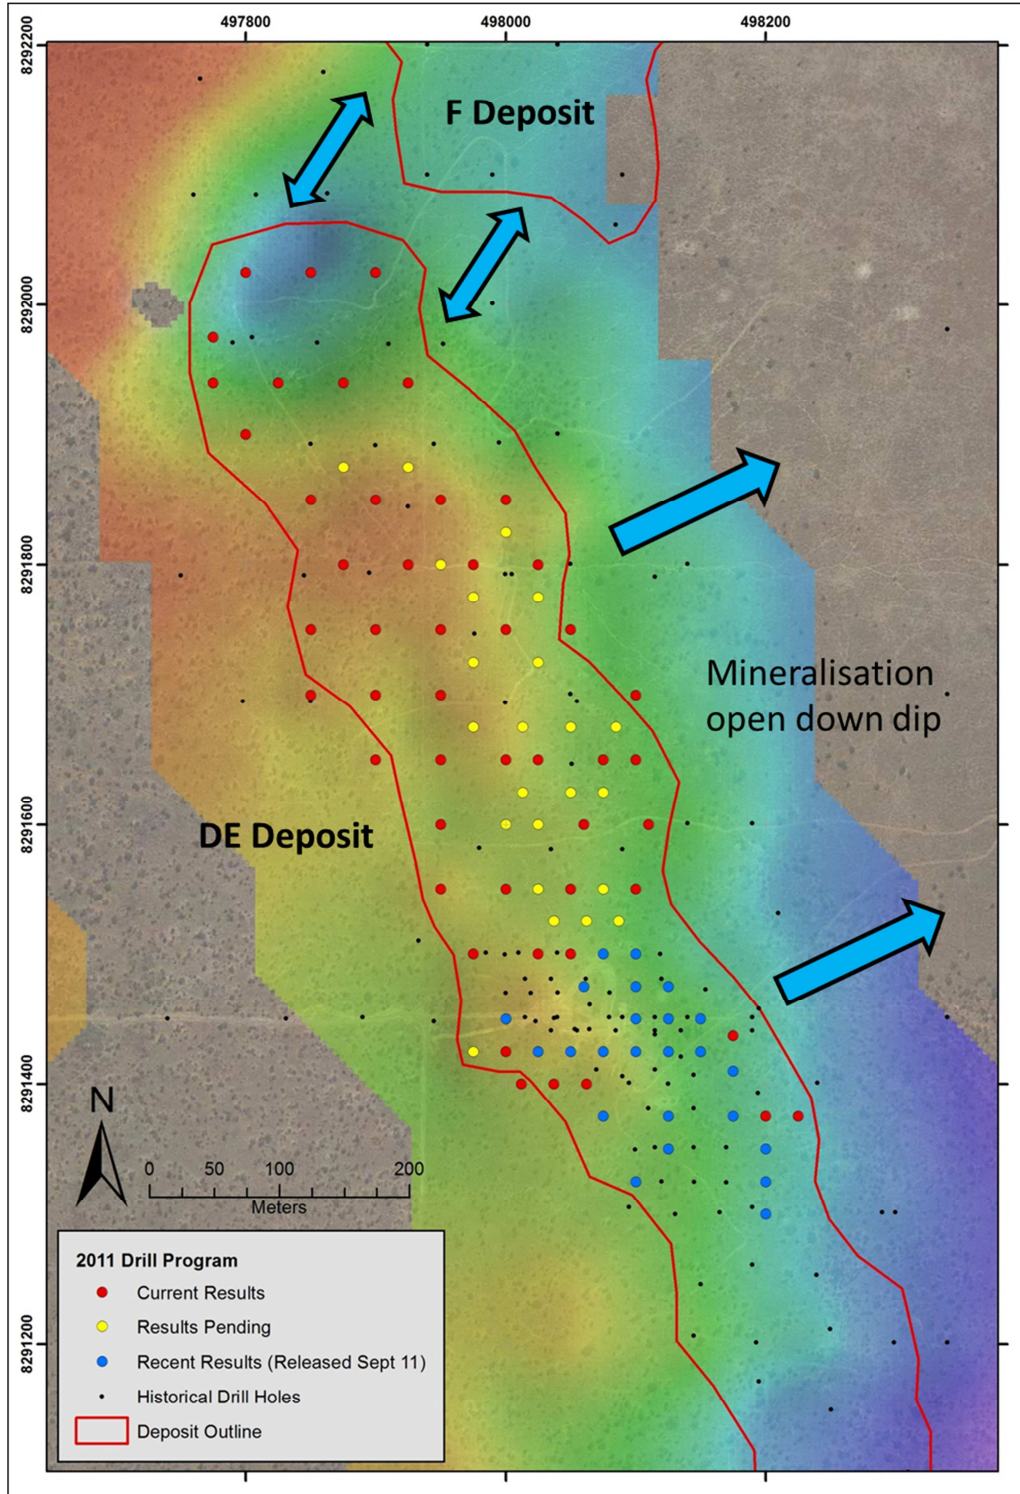 497800 498000 498200
8292200
8292000
8291800
8291600
8291400
8291200
F Deposit
Mineralisation
open down dip
DE Deposit
N
0 50 100 200
Meters
2011 Drill Program
Current Results
Results Pending
Recent Results (Released Sept 11)
Historical Drill Holes
Deposit Outline